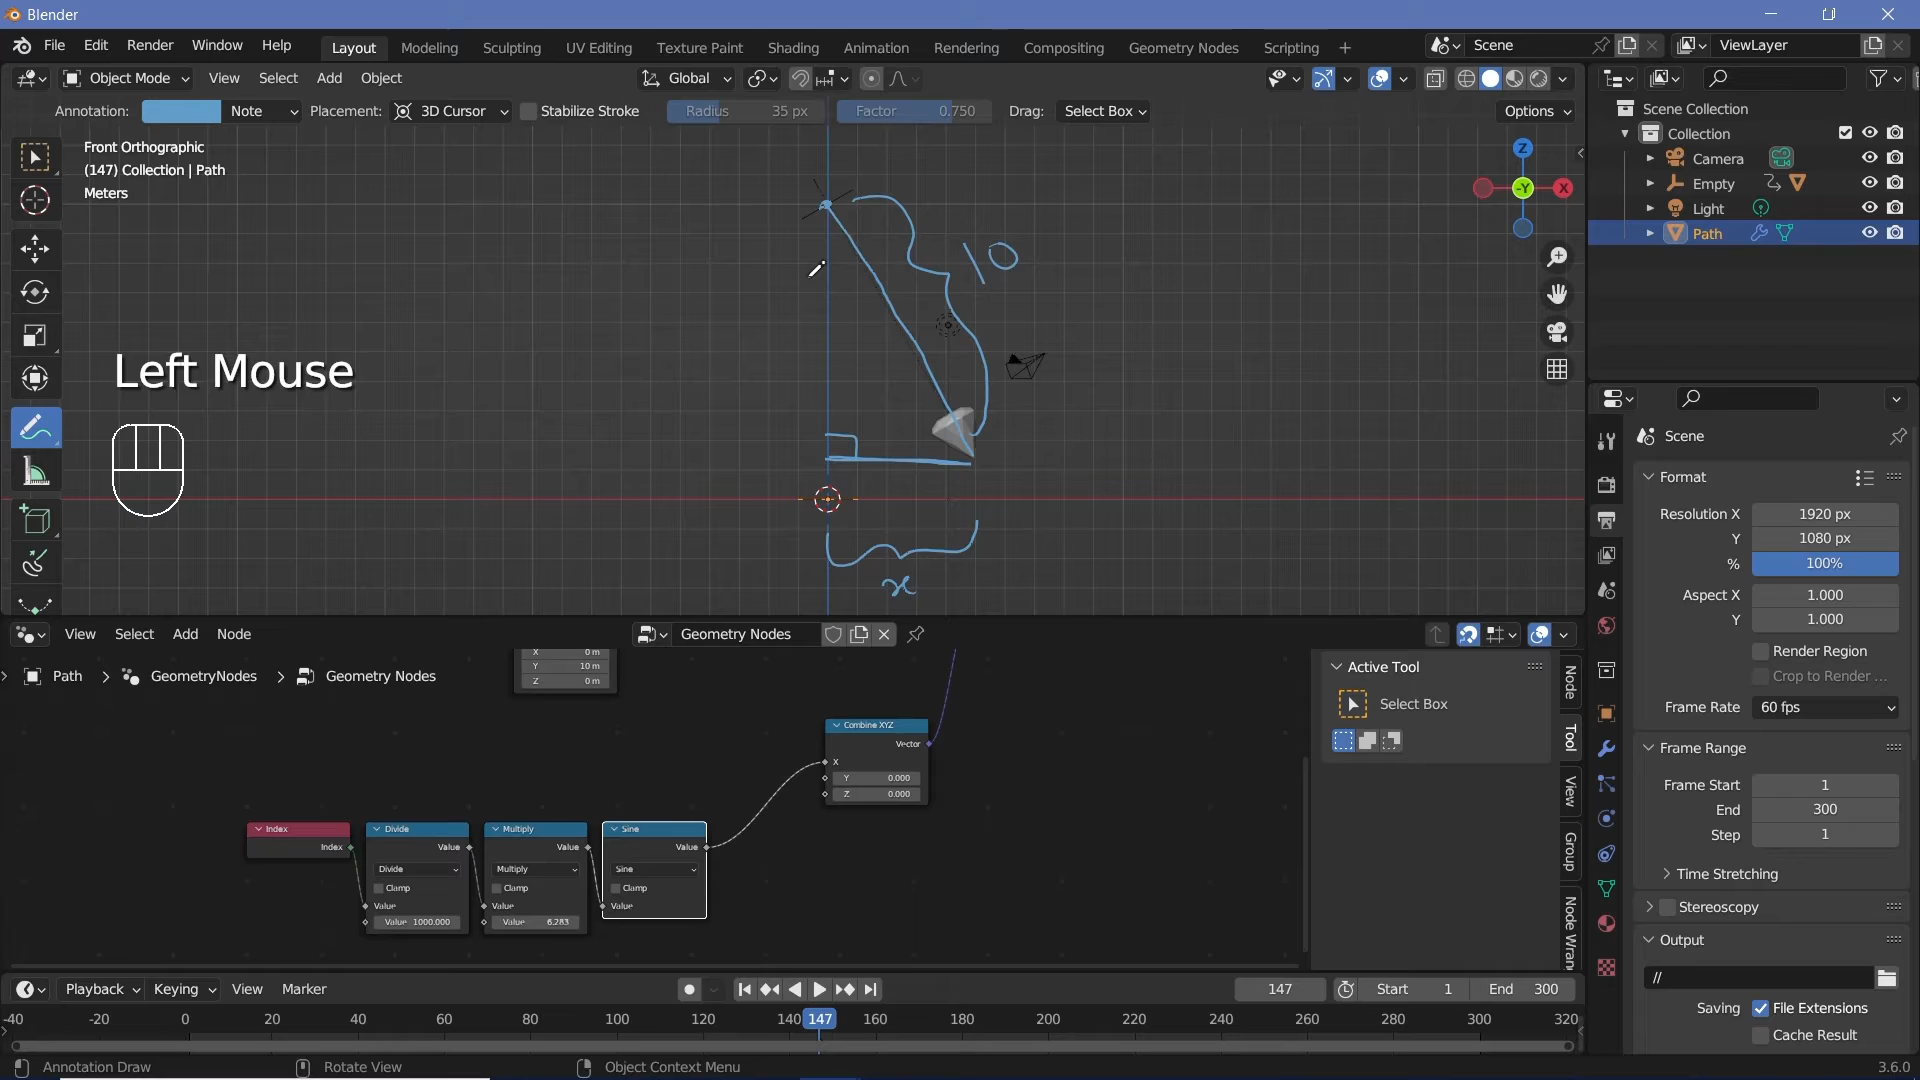 Blender
File Edit Render Window Help Layout Modeling Sculpting UV Editing Texture Paint Shading Animation Rendering Compositing Geometry Nodes Scripting + Scene ViewLayer
Object Mode View Select Add Object Global
Annotation: Note Placement: 3D Cursor Stabilize Stroke Radius 35 px Factor 0.750 Drag: Select Box Options
Front Orthographic
(147) Collection | Path
Meters
Z
-Y
X
10
x
Left Mouse
Scene Collection
Collection
Camera
Empty
Light
Path
Scene
Format
Resolution X 1920 px
Y 1080 px
% 100%
Aspect X 1.000
Y 1.000
Render Region
Crop to Render ...
Frame Rate 60 fps
Frame Range
Frame Start 1
End 300
Step 1
Time Stretching
Stereoscopy
Output
//
Saving File Extensions
Cache Result
View Select Add Node Geometry Nodes
Path > GeometryNodes > Geometry Nodes
X 0 m
Y 10 m
Z 0 m
Combine XYZ
Vector
X
Y 0.000
Z 0.000
Index
Index
Divide
Value
Divide
Clamp
Value
Value 1000.000
Multiply
Value
Multiply
Clamp
Value
Value 6.283
Sine
Value
Sine
Clamp
Value
Active Tool
Select Box
Node
Tool
View
Group
Node Wran
Playback Keying View Marker 147 Start 1 End 300
-40 -20 0 20 40 60 80 100 120 140 147 160 180 200 220 240 260 280 300 320
Annotation Draw Rotate View Object Context Menu 3.6.0